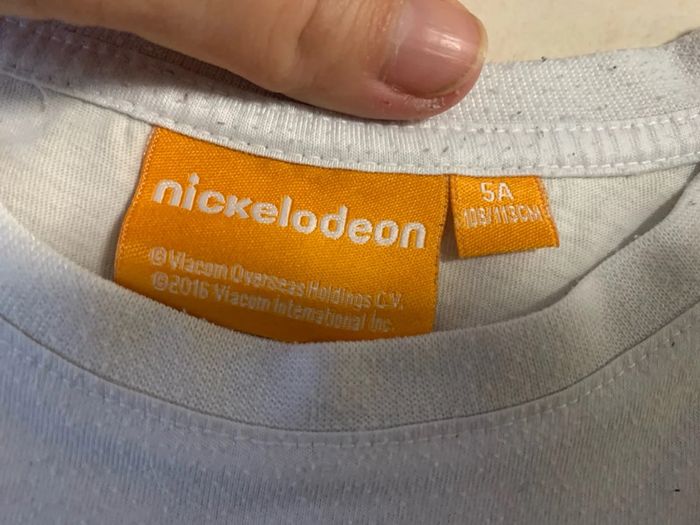 nickelodeon
© Viacom Overseas Holdings C.V.
©2016 Viacom International Inc.
5A
108/113CM